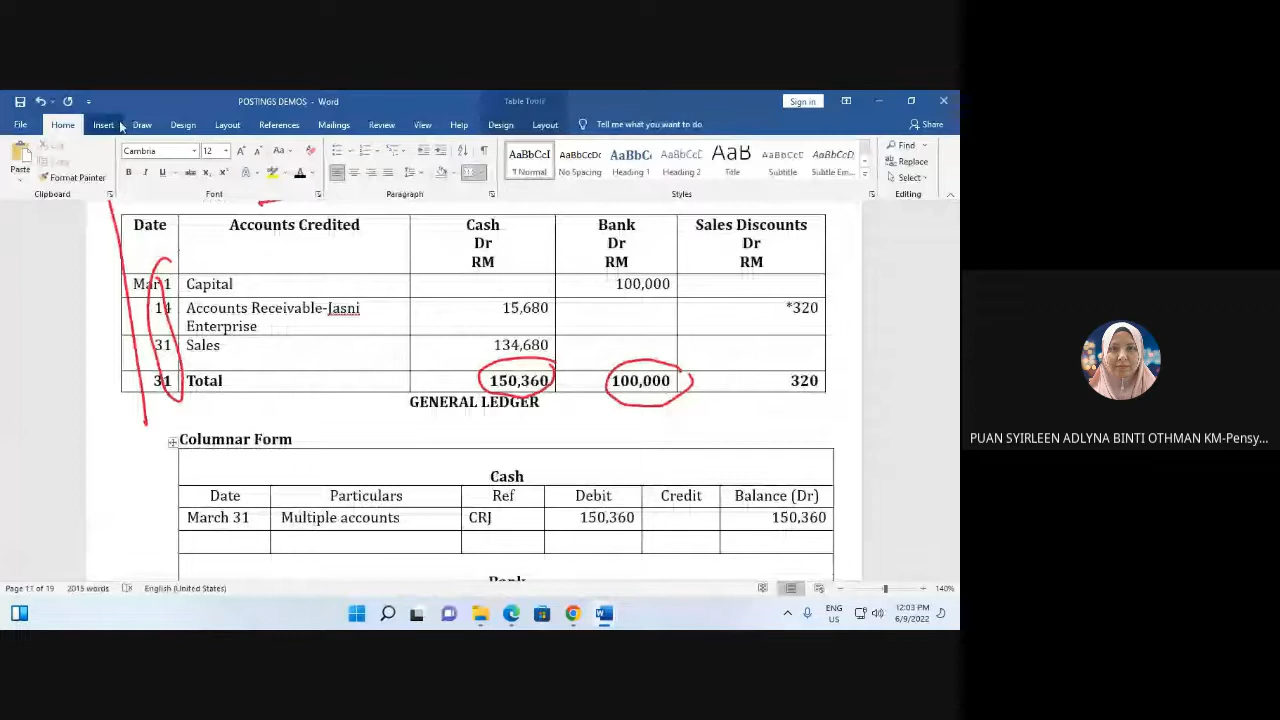 POSTINGS DEMOS - Word
Table Tools
Sign in
File Home Insert Draw Design Layout References Mailings Review View Help Design Layout Tell me what you want to do Share
Paste
Cut
Format Painter
Cambria 12
AaBbCcI AaBbCcDc AaBbCc AaBbCcI AaB AaBbCcD AaBbCcDc
¶ Normal No Spacing Heading 1 Heading 2 Title Subtitle Subtle Em...
Find
Replace
Select
Clipboard Font Paragraph Styles Editing
Date Accounts Credited Cash Bank Sales Discounts
Dr Dr Dr
RM RM RM
Mar 1 Capital 100,000
14 Accounts Receivable-Jasni 15,680 *320
Enterprise
31 Sales 134,680
31 Total 150,360 100,000 320
GENERAL LEDGER
Columnar Form
Cash
Date Particulars Ref Debit Credit Balance (Dr)
March 31 Multiple accounts CRJ 150,360 150,360
Bank
Page 11 of 19 2015 words English (United States) 140%
ENG
US
12:03 PM
6/9/2022
PUAN SYIRLEEN ADLYNA BINTI OTHMAN KM-Pensy...